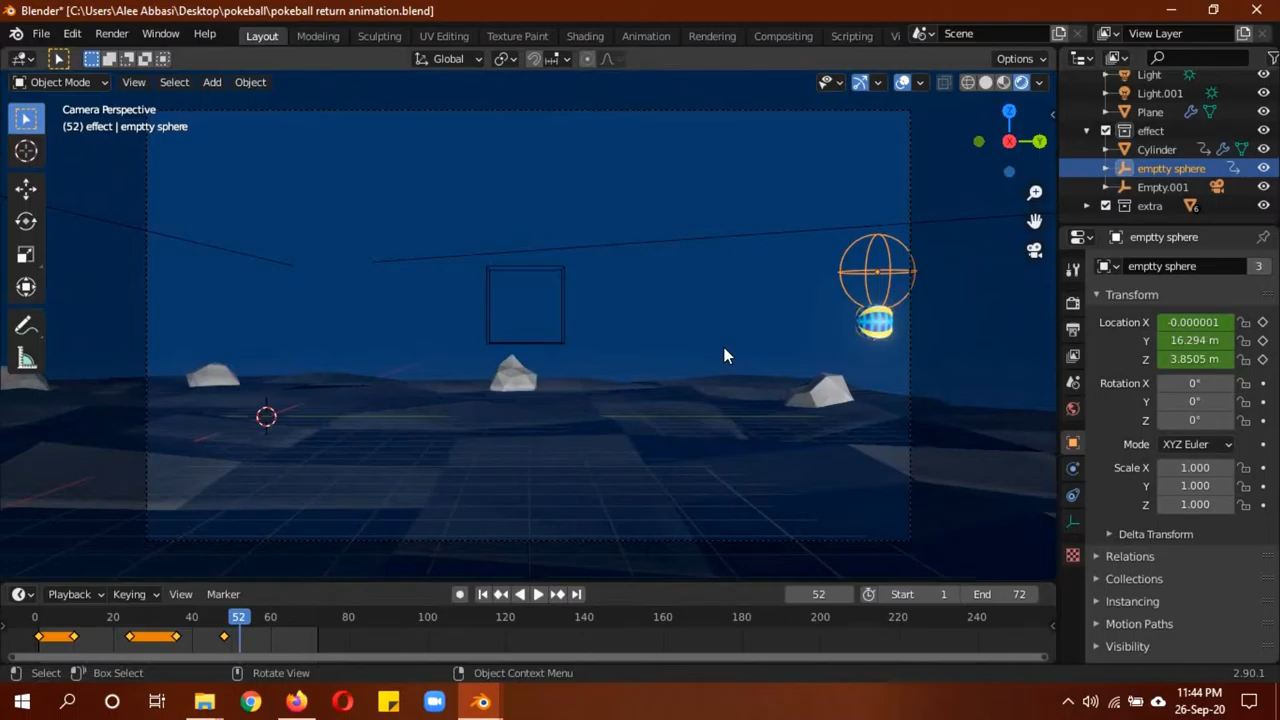 Blender* [C:\Users\Alee Abbasi\Desktop\pokeball\pokeball return animation.blend]
File Edit Render Window Help Layout Modeling Sculpting UV Editing Texture Paint Shading Animation Rendering Compositing Scripting Vi Scene View Layer
Global Options
Object Mode View Select Add Object
Light
Camera Perspective
Light.001
(52) effect | emptty sphere
Plane
effect
Cylinder
emptty sphere
Empty.001
extra
emptty sphere
emptty sphere 3
Transform
Location X -0.000001
Y 16.294 m
Z 3.8505 m
Rotation X 0°
Y 0°
Z 0°
Mode XYZ Euler
Scale X 1.000
Y 1.000
Z 1.000
Delta Transform
Relations
Collections
Instancing
Motion Paths
Visibility
Playback Keying View Marker 52 Start 1 End 72
0 20 40 52 60 80 100 120 140 160 180 200 220 240
Select Box Select Rotate View Object Context Menu 2.90.1
11:44 PM
26-Sep-20